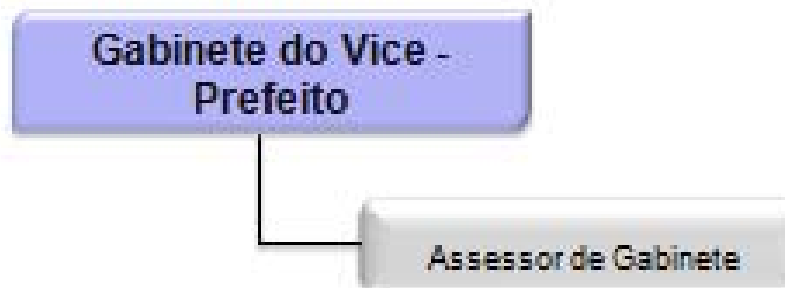 Gabinete do Vice -
Prefeito
Assessor de Gabinete